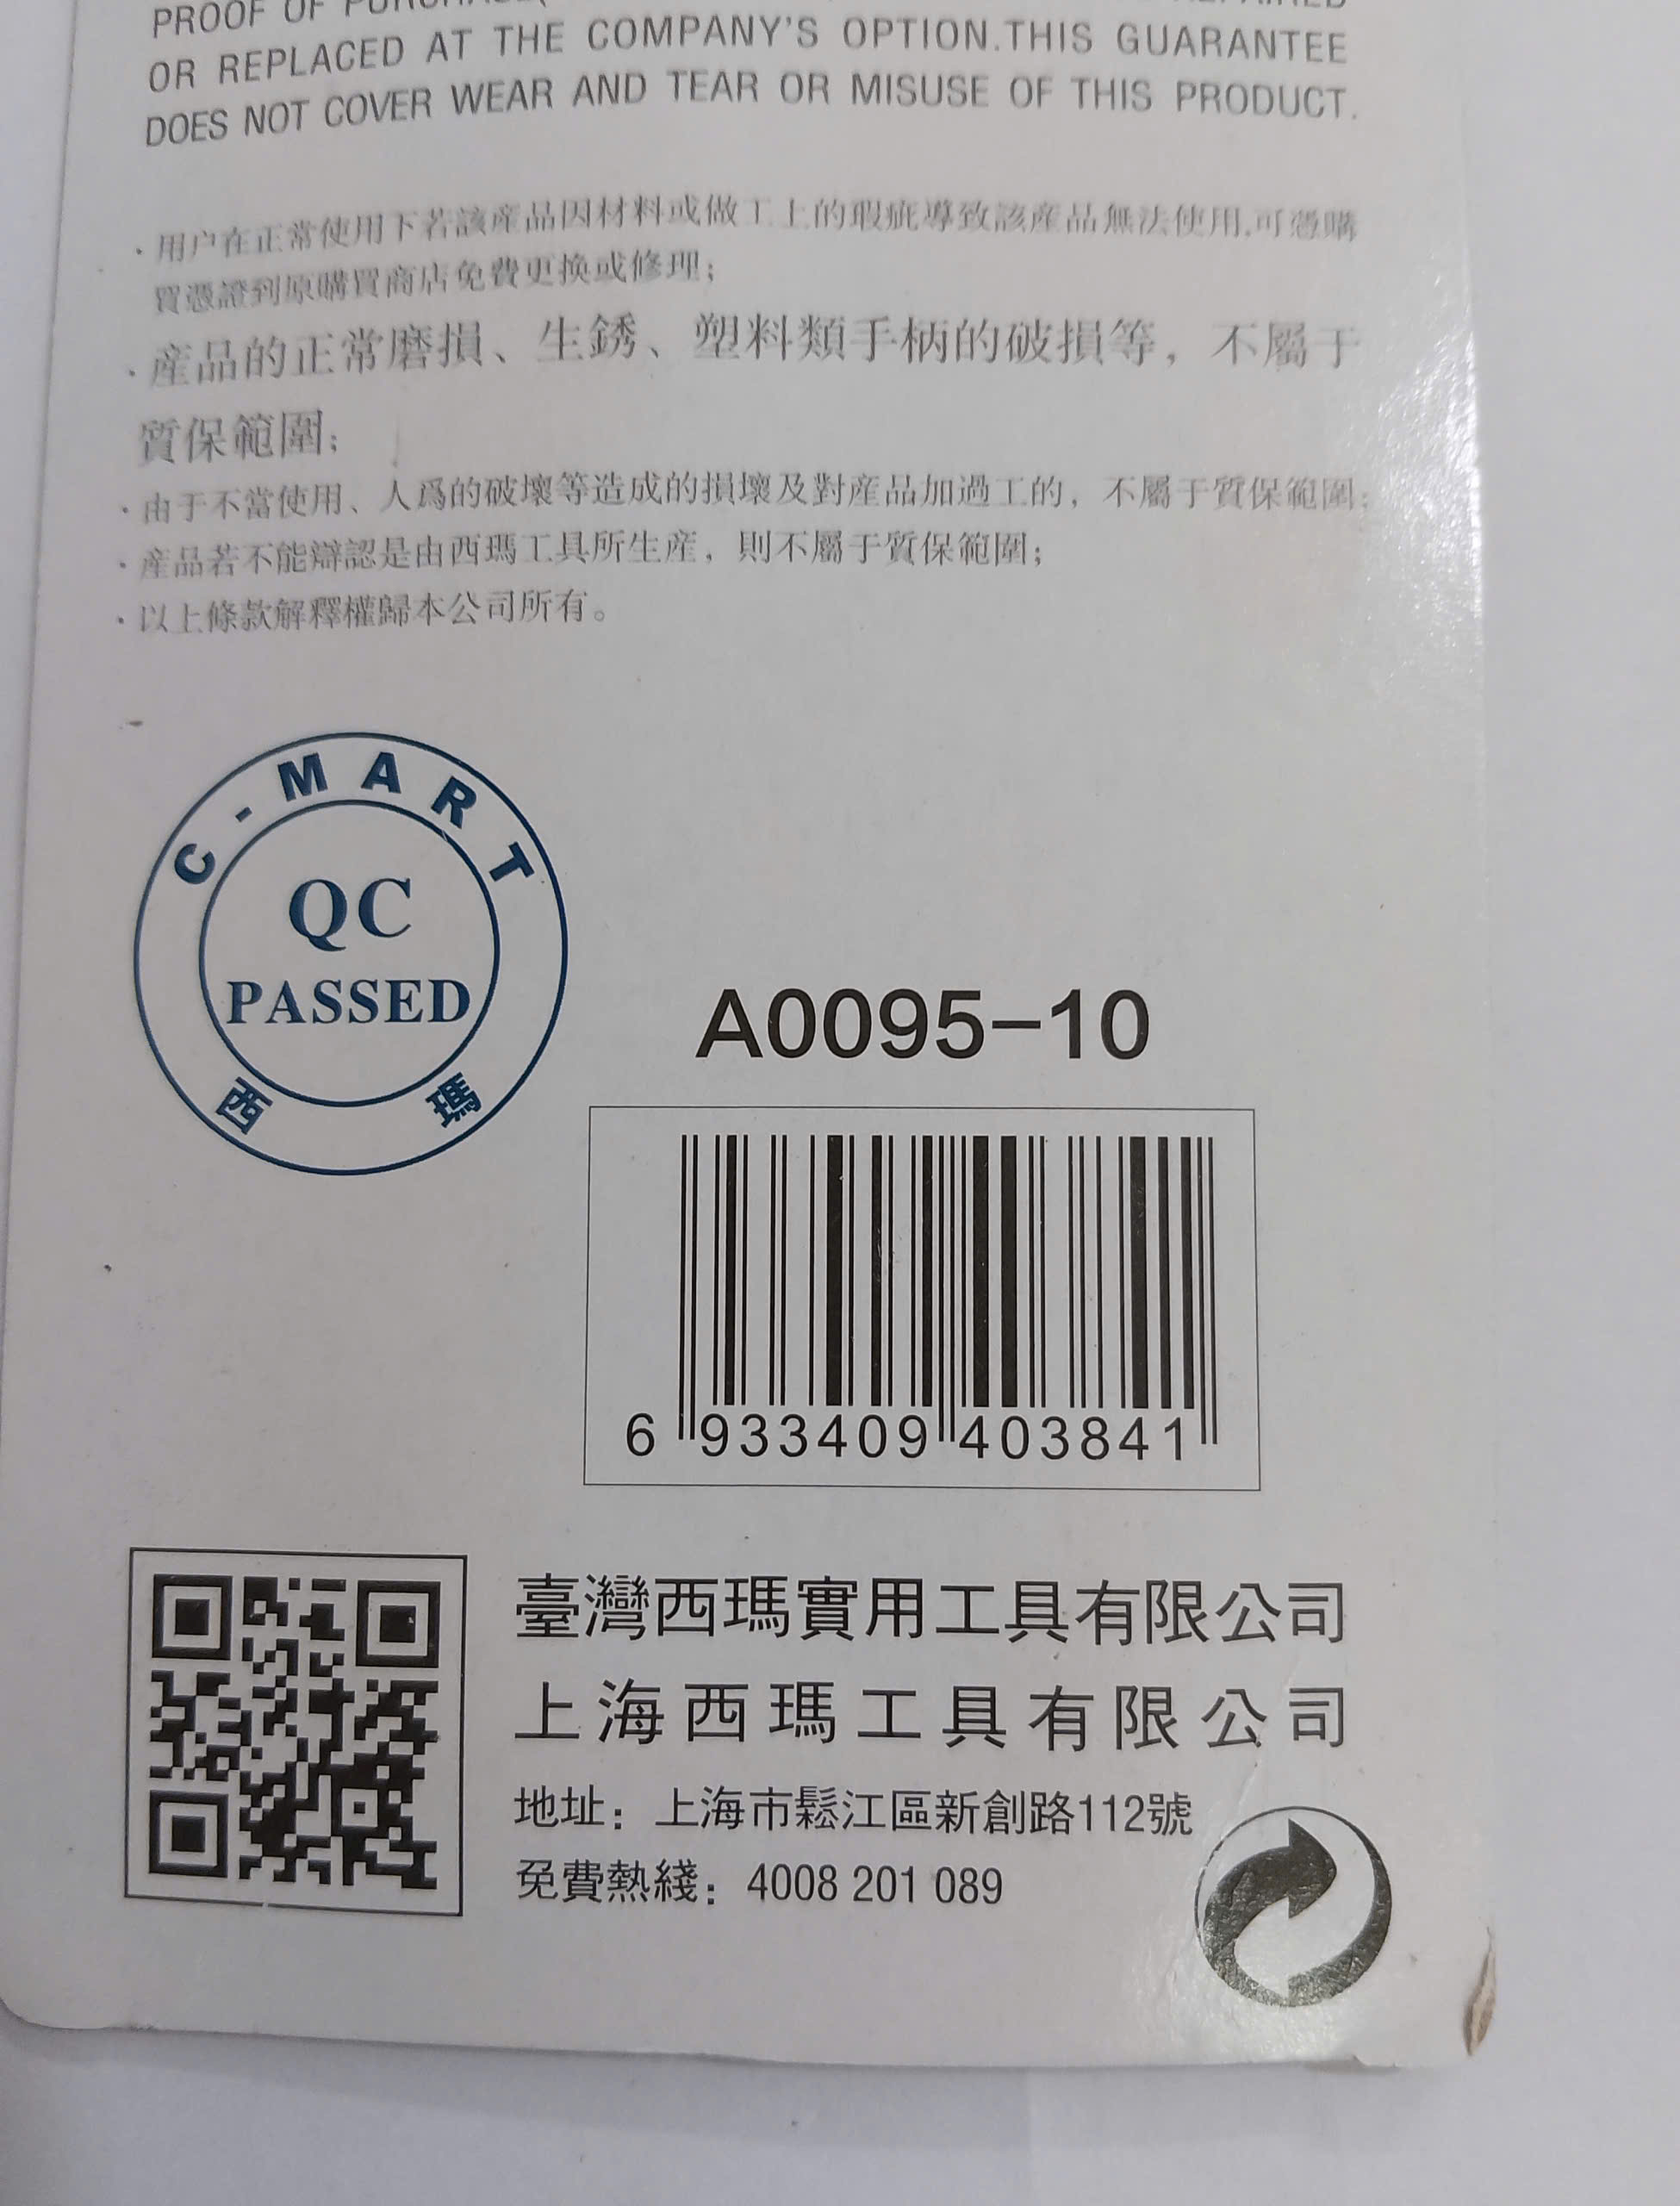 PROOF OF
OR REPLACED AT THE COMPANY'S OPTION.THIS GUARANTEE
DOES NOT COVER WEAR AND TEAR OR MISUSE OF THIS PRODUCT.
·用户在正常使用下若該産品因材料或做工上的瑕疵導致該産品無法使用,可憑購
買憑證到原購買商店免費更换或修理；
·産品的正常磨損、生銹、塑料類手柄的破損等，不屬于
質保範圍；
·由于不當使用、人爲的破壞等造成的損壞及對産品加過工的，不屬于質保範圍；
·産品若不能辯認是由西瑪工具所生産，則不屬于質保範圍；
·以上條款解釋權歸本公司所有。
C-MART
QC
PASSED
西瑪
A0095-10
6 933409 403841
臺灣西瑪實用工具有限公司
上海西瑪工具有限公司
地址：上海市鬆江區新創路112號
免費熱綫：4008 201 089